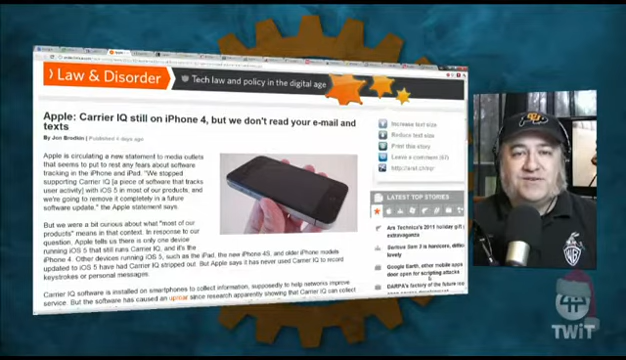 Law & Disorder
Tech law and policy in the digital age
Apple: Carrier IQ still on iPhone 4, but we don't read your e-mail and
texts
By Jon Brodkin | Published 4 days ago
Apple is circulating a new statement to media outlets
that seems to put to rest any fears about software
tracking in the iPhone and iPad. "We stopped
supporting Carrier IQ [a piece of software that tracks
user activity] with iOS 5 in most of our products, and
we're going to remove it completely in a future
software update," the Apple statement says.
But we were a bit curious about what "most of our
products" means in that context. In response to our
question, Apple tells us there is only one device
running iOS 5 that still runs Carrier IQ, and it's the
iPhone 4. Other devices running iOS 5, such as the iPad, the new iPhone 4S, and older iPhone models
updated to iOS 5 have had Carrier IQ stripped out. But Apple says it has never used Carrier IQ to record
keystrokes or personal messages.
Carrier IQ software is installed on smartphones to collect information, supposedly to help networks improve
service. But the software has caused an uproar since research apparently showing that Carrier IQ can collect
Increase text size
Reduce text size
Print this story
Leave a comment
LATEST TOP STORIES
Ars Technica's 2011 holiday gift
extravaganza
Serious Sam 3 is hardcore, difficult,
lovely
Google Earth, other mobile apps
door open for scripting attacks
DARPA's factory of the future
WB
TWiT